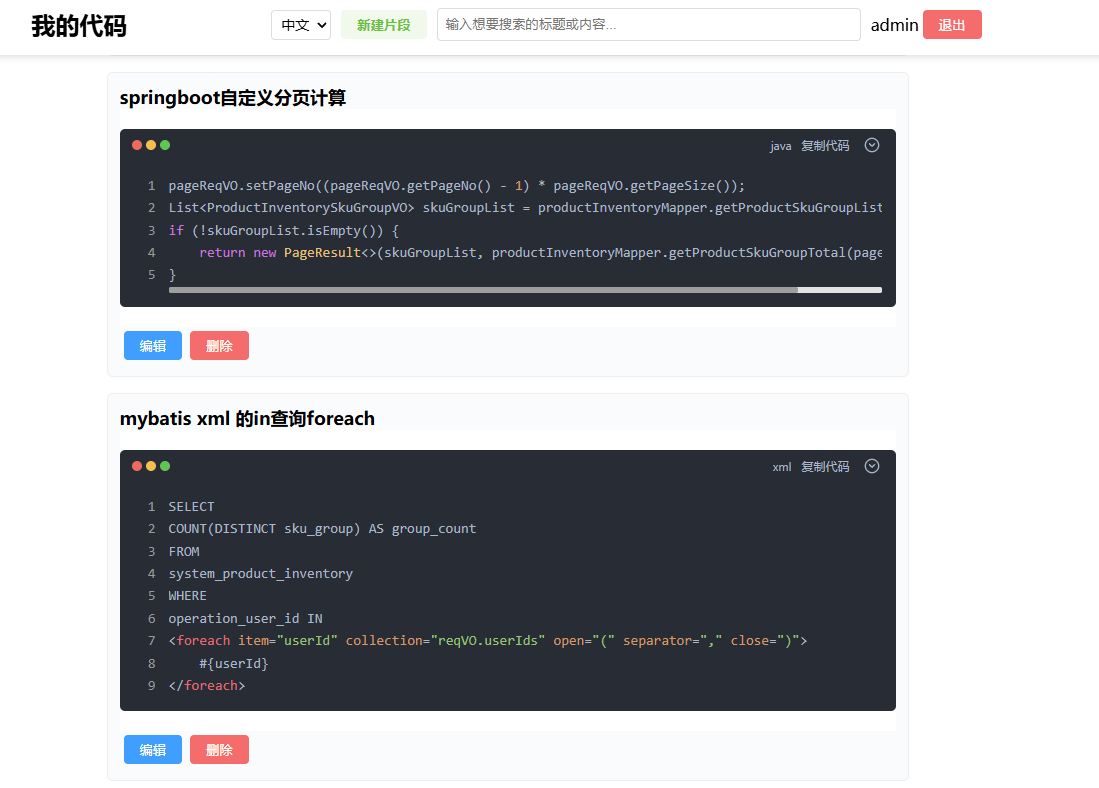 我的代码 中文 新建片段 输入想要搜索的标题或内容... admin 退出
springboot自定义分页计算
java 复制代码
1 pageReqVO.setPageNo((pageReqVO.getPageNo() - 1) * pageReqVO.getPageSize());
2 List<ProductInventorySkuGroupVO> skuGroupList = productInventoryMapper.getProductSkuGroupList
3 if (!skuGroupList.isEmpty()) {
4     return new PageResult<>(skuGroupList, productInventoryMapper.getProductSkuGroupTotal(page
5 }
编辑 删除
mybatis xml 的in查询foreach
xml 复制代码
1 SELECT
2 COUNT(DISTINCT sku_group) AS group_count
3 FROM
4 system_product_inventory
5 WHERE
6 operation_user_id IN
7 <foreach item="userId" collection="reqVO.userIds" open="(" separator="," close=")">
8     #{userId}
9 </foreach>
编辑 删除